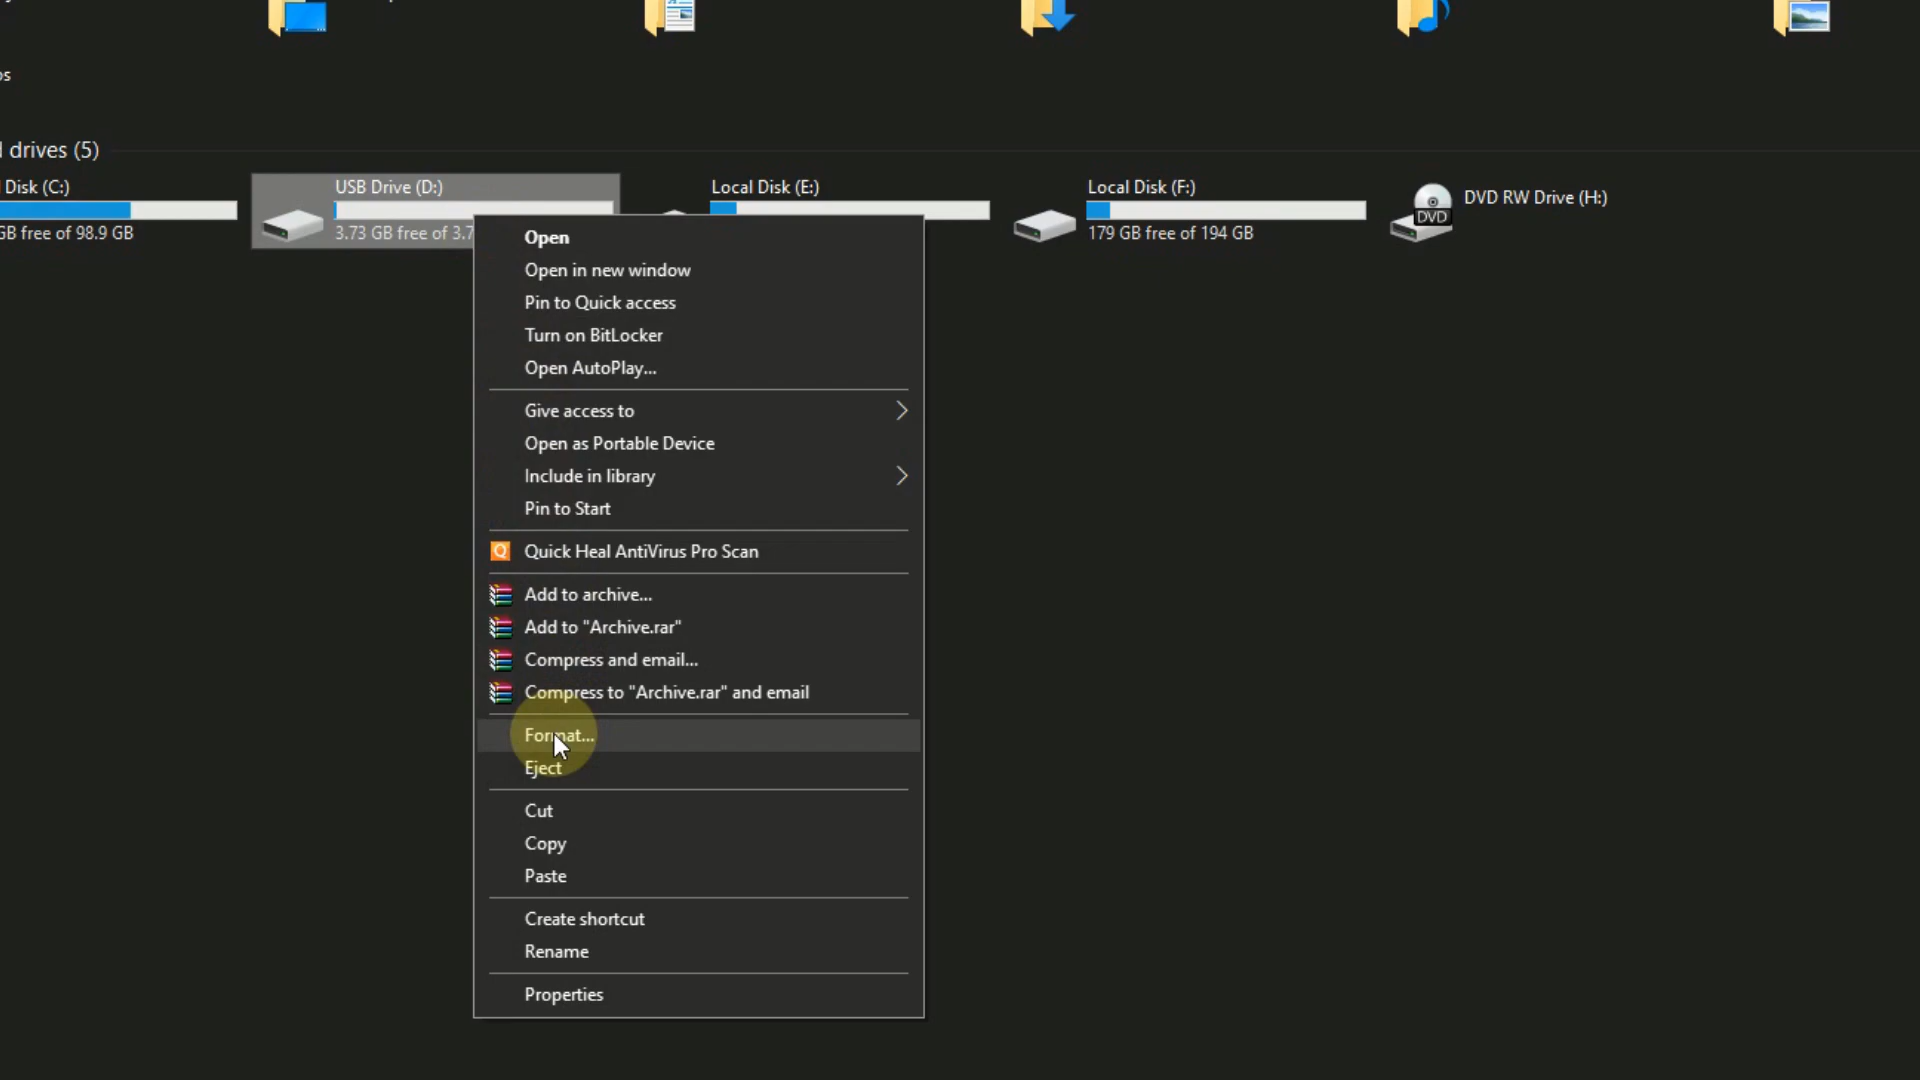 os
drives (5)
Disk (C:)
USB Drive (D:)
Local Disk (E:)
Local Disk (F:)
DVD RW Drive (H:)
GB free of 98.9 GB
3.73 GB free of 3.7
179 GB free of 194 GB
DVD
Open
Open in new window
Pin to Quick access
Turn on BitLocker
Open AutoPlay...
Give access to
Open as Portable Device
Include in library
Pin to Start
Q Quick Heal AntiVirus Pro Scan
Add to archive...
Add to "Archive.rar"
Compress and email...
Compress to "Archive.rar" and email
Format...
Eject
Cut
Copy
Paste
Create shortcut
Rename
Properties